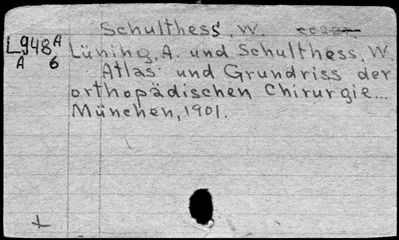 Schulthess, W.
L948A Lüning, A. und Schulthess, W.
A 6 Atlas und Grundriss der
orthopädischen Chirurgie...
München, 1901.